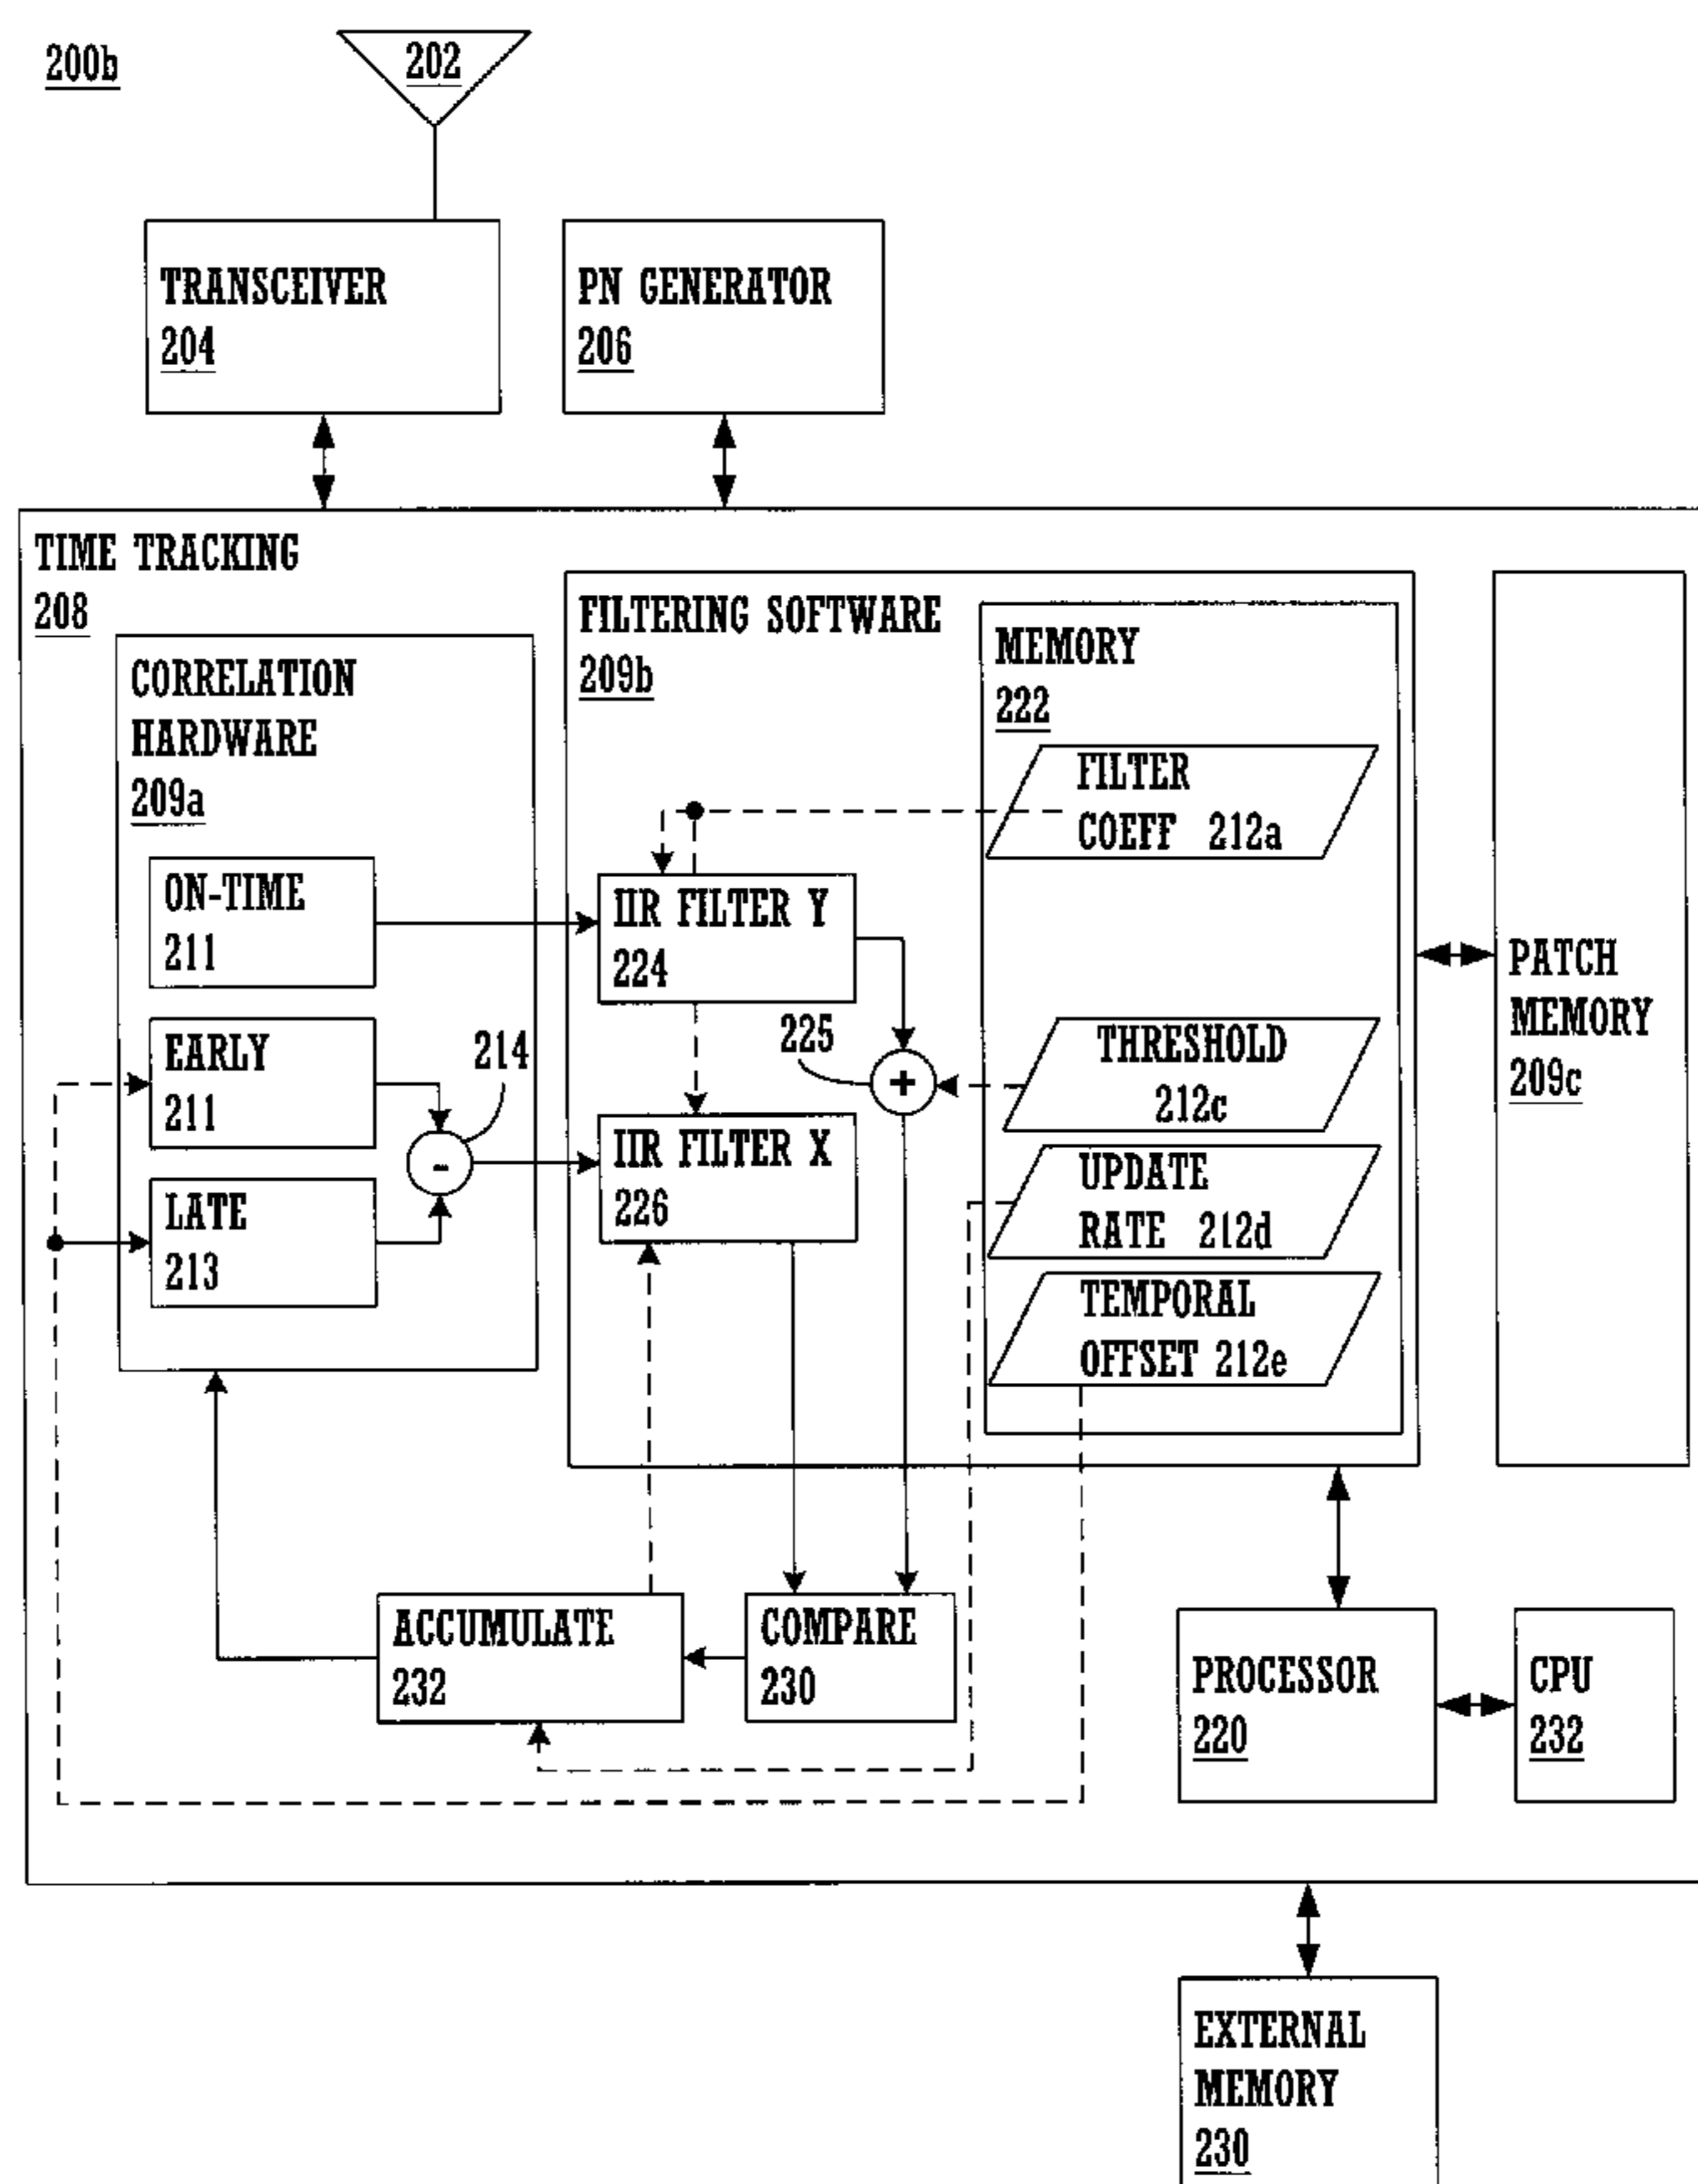 200b
202
TRANSCEIVER
204
PN GENERATOR
206
TIME TRACKING
208
CORRELATION
HARDWARE
209a
ON-TIME
211
EARLY
211
LATE
213
214
FILTERING SOFTWARE
209b
IIR FILTER Y
224
225
+
-
IIR FILTER X
226
MEMORY
222
FILTER
COEFF 212a
THRESHOLD
212c
UPDATE
RATE 212d
TEMPORAL
OFFSET 212e
PATCH
MEMORY
209c
ACCUMULATE
232
COMPARE
230
PROCESSOR
220
CPU
232
EXTERNAL
MEMORY
230